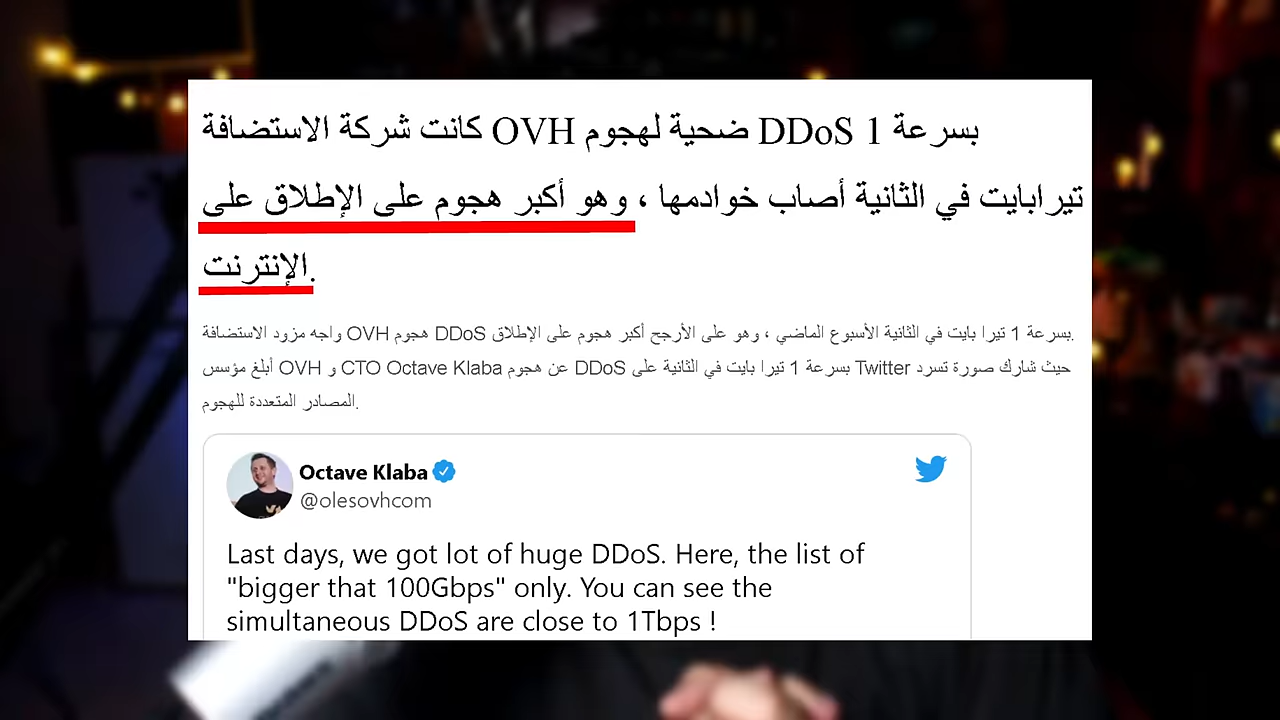 كانت شركة الاستضافة OVH ضحية لهجوم DDoS بسرعة 1
تيرابايت في الثانية أصاب خوادمها ، وهو أكبر هجوم على الإطلاق على
الإنترنت.
واجه مزود الاستضافة OVH هجوم DDoS بسرعة 1 تيرا بايت في الثانية الأسبوع الماضي ، وهو على الأرجح أكبر هجوم على الإطلاق.
أبلغ مؤسس OVH و CTO Octave Klaba عن هجوم DDoS بسرعة 1 تيرا بايت في الثانية على Twitter حيث شارك صورة تسرد
المصادر المتعددة للهجوم.
Octave Klaba
@olesovhcom
Last days, we got lot of huge DDoS. Here, the list of
"bigger that 100Gbps" only. You can see the
simultaneous DDoS are close to 1Tbps !